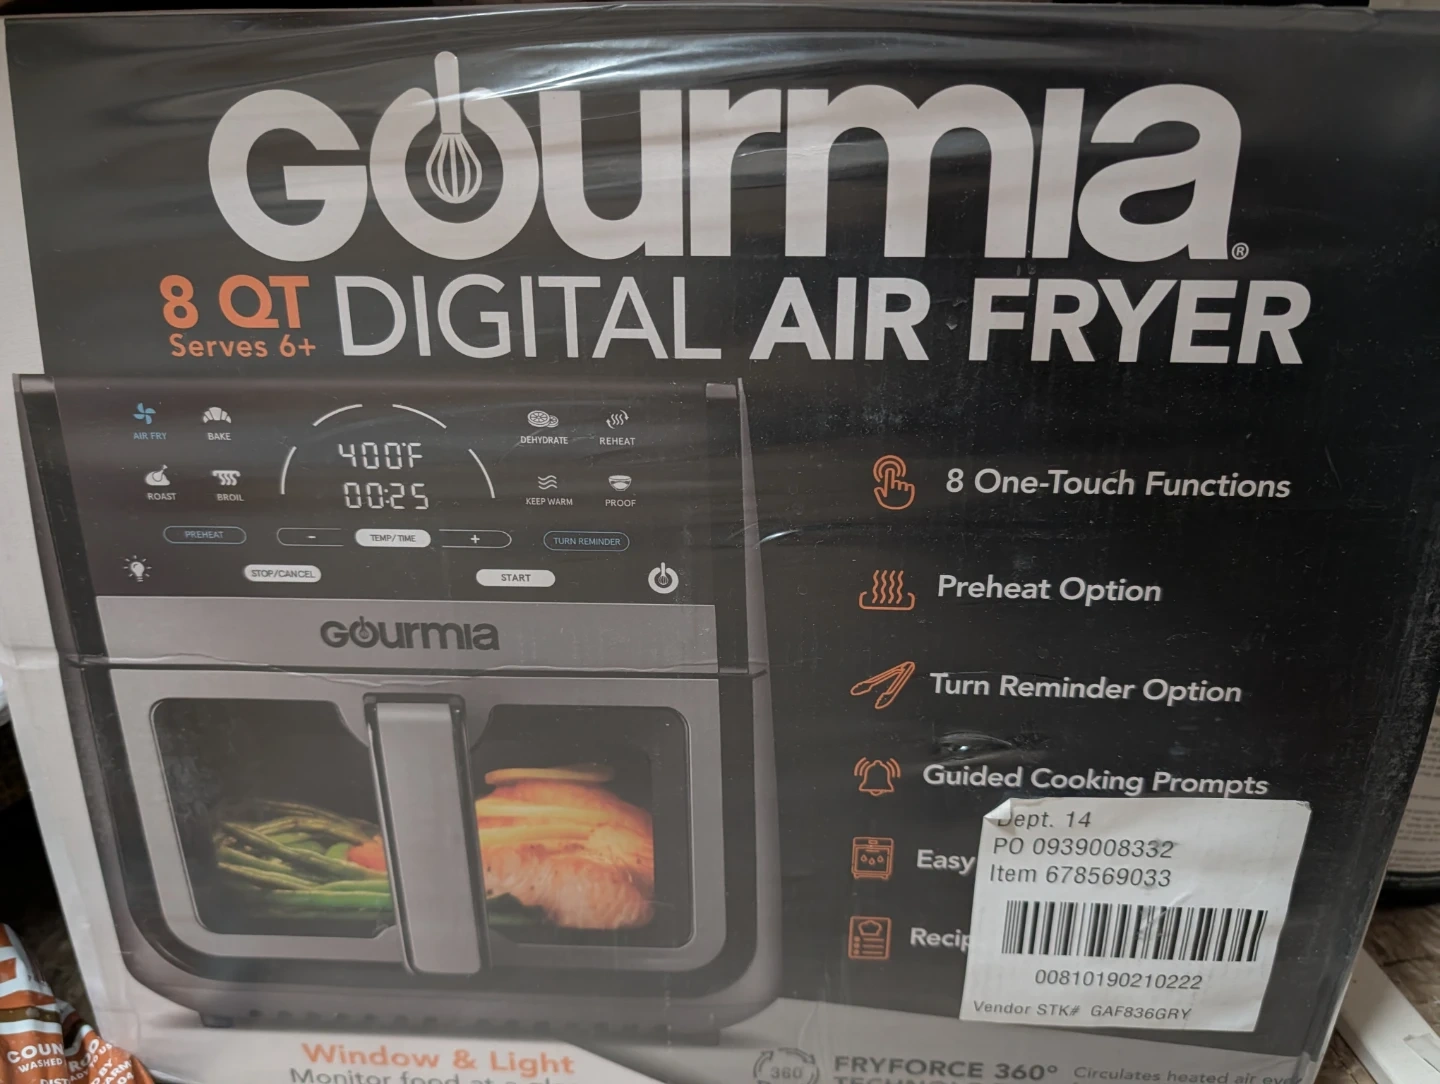 Gourmia®
8 QT DIGITAL AIR FRYER
Serves 6+
AIR FRY BAKE
ROAST BROIL
400°F
00:25
DEHYDRATE REHEAT
KEEP WARM PROOF
PREHEAT - TEMP/TIME + TURN REMINDER
STOP/CANCEL START
Gourmia
8 One-Touch Functions
Preheat Option
Turn Reminder Option
Guided Cooking Prompts
Easy
Dept. 14
PO 0939008332
Item 678569033
00810190210222
Vendor STK# GAF836GRY
Window & Light
Monitor food at a
360
FRYFORCE 360° Circulates heated air
WASHED